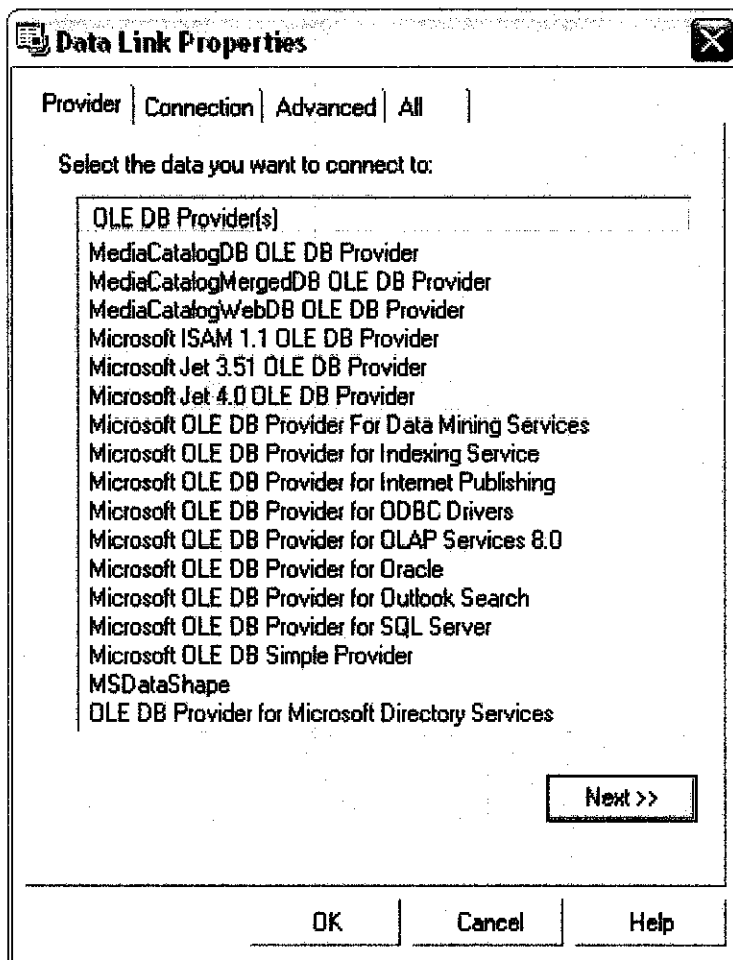 Data Link Properties
Provider Connection Advanced All
Select the data you want to connect to:
OLE DB Provider(s)
MediaCatalogDB OLE DB Provider
MediaCatalogMergedDB OLE DB Provider
MediaCatalogWebDB OLE DB Provider
Microsoft ISAM 1.1 OLE DB Provider
Microsoft Jet 3.51 OLE DB Provider
Microsoft Jet 4.0 OLE DB Provider
Microsoft OLE DB Provider For Data Mining Services
Microsoft OLE DB Provider for Indexing Service
Microsoft OLE DB Provider for Internet Publishing
Microsoft OLE DB Provider for ODBC Drivers
Microsoft OLE DB Provider for OLAP Services 8.0
Microsoft OLE DB Provider for Oracle
Microsoft OLE DB Provider for Outlook Search
Microsoft OLE DB Provider for SQL Server
Microsoft OLE DB Simple Provider
MSDataShape
OLE DB Provider for Microsoft Directory Services
Next >>
OK Cancel Help